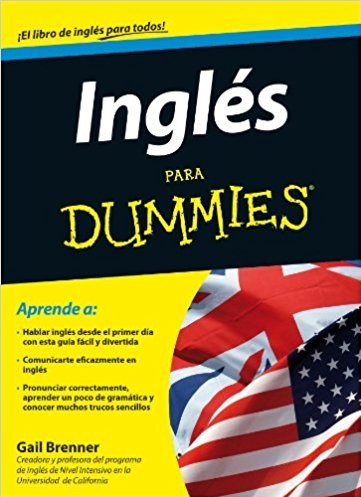 ¡El libro de inglés para todos!
Inglés
PARA
DUMMIES®
Aprende a:
• Hablar inglés desde el primer día
con esta guía fácil y divertida
• Comunicarte eficazmente en
inglés
• Pronunciar correctamente,
aprender un poco de gramática y
conocer muchos trucos sencillos
Gail Brenner
Creadora y profesora del programa
de Inglés de Nivel Intensivo en la
Universidad de California